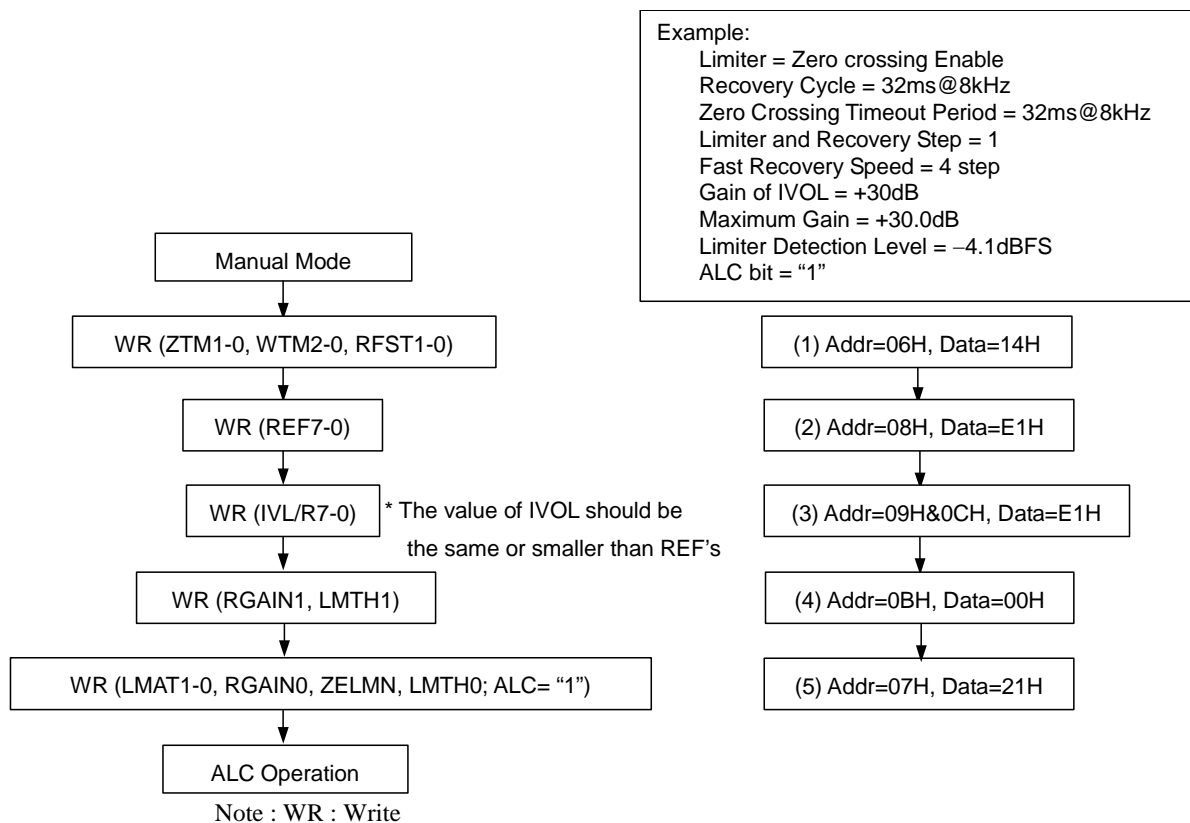 Example:
Limiter = Zero crossing Enable
Recovery Cycle = 32ms@8kHz
Zero Crossing Timeout Period = 32ms@8kHz
Limiter and Recovery Step = 1
Fast Recovery Speed = 4 step
Gain of IVOL = +30dB
Maximum Gain = +30.0dB
Limiter Detection Level = −4.1dBFS
ALC bit = “1”
Manual Mode
WR (ZTM1-0, WTM2-0, RFST1-0)
WR (REF7-0)
WR (IVL/R7-0)
* The value of IVOL should be
the same or smaller than REF’s
WR (RGAIN1, LMTH1)
WR (LMAT1-0, RGAIN0, ZELMN, LMTH0; ALC= “1”)
ALC Operation
Note : WR : Write
(1) Addr=06H, Data=14H
(2) Addr=08H, Data=E1H
(3) Addr=09H&0CH, Data=E1H
(4) Addr=0BH, Data=00H
(5) Addr=07H, Data=21H